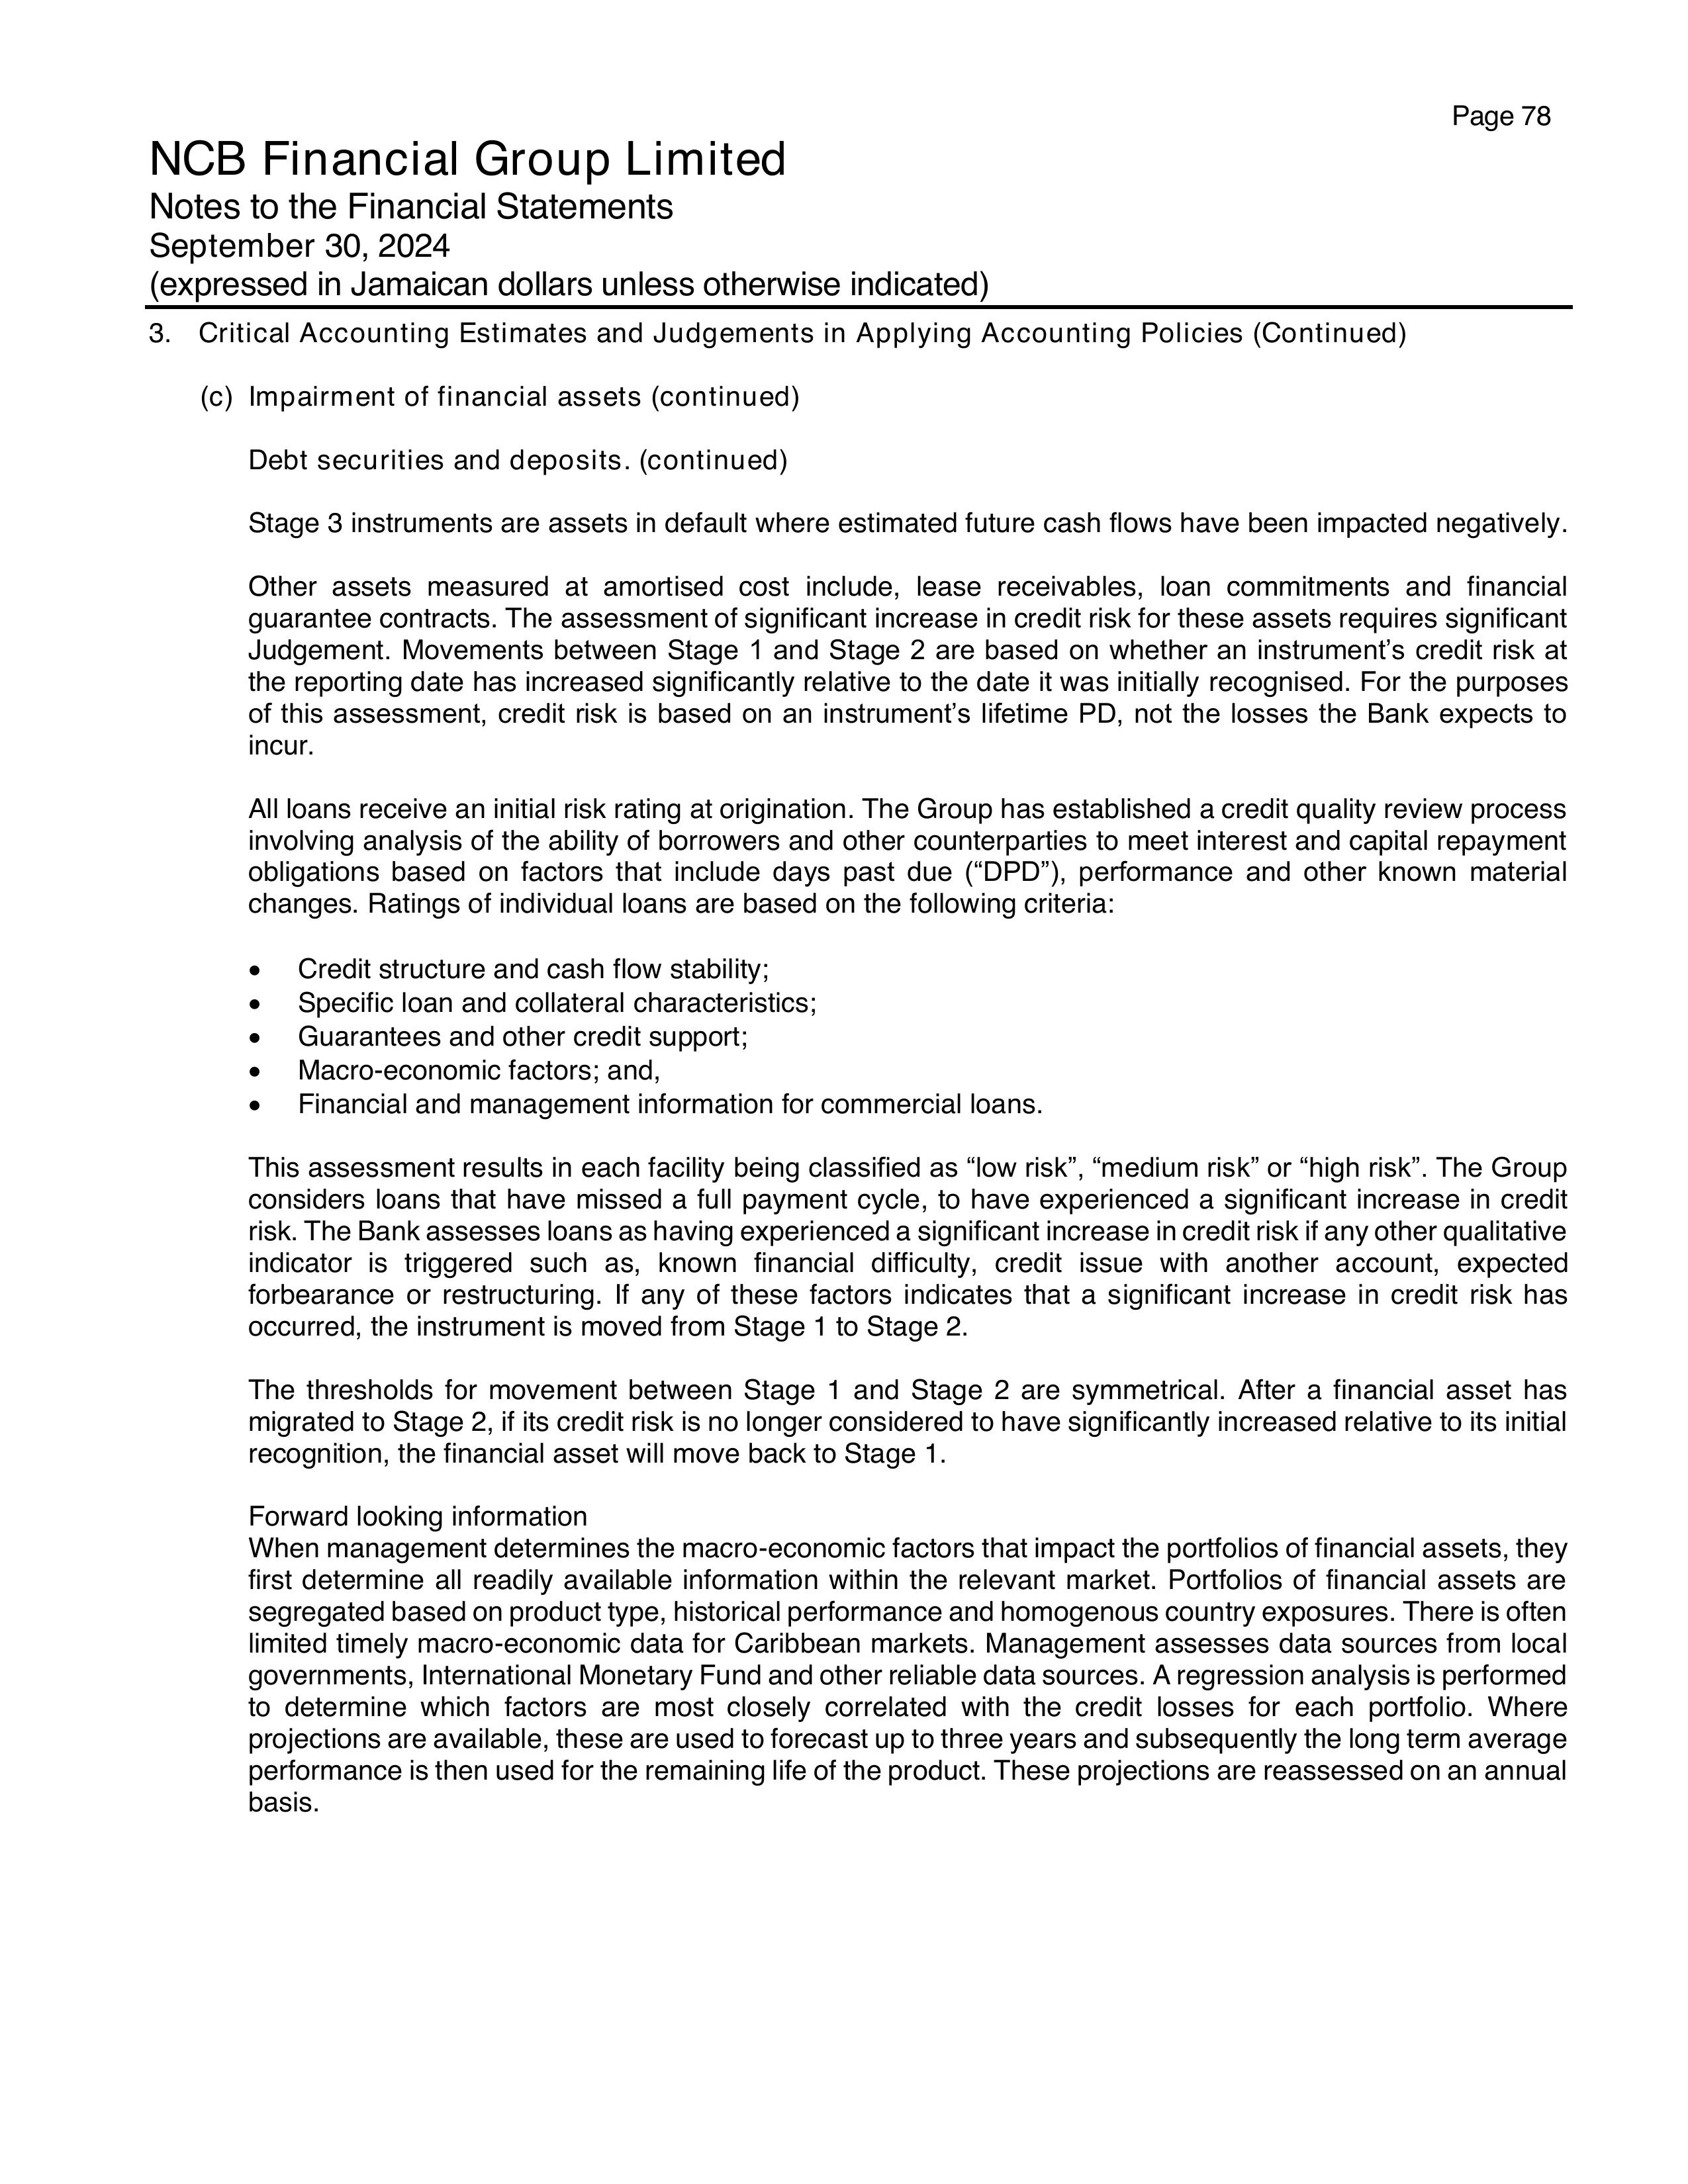 Page 78
NCB Financial Group Limited
Notes to the Financial Statements
September 30, 2024
(expressed in Jamaican dollars unless otherwise indicated)
3. Critical Accounting Estimates and Judgements in Applying Accounting Policies (Continued)
(c) Impairment of financial assets (continued)
Debt securities and deposits. (continued)
Stage 3 instruments are assets in default where estimated future cash flows have been impacted negatively.
Other assets measured at amortised cost include, lease receivables, loan commitments and financial
guarantee contracts. The assessment of significant increase in credit risk for these assets requires significant
Judgement. Movements between Stage 1 and Stage 2 are based on whether an instrument’s credit risk at
the reporting date has increased significantly relative to the date it was initially recognised. For the purposes
of this assessment, credit risk is based on an instrument’s lifetime PD, not the losses the Bank expects to
incur.
All loans receive an initial risk rating at origination. The Group has established a credit quality review process
involving analysis of the ability of borrowers and other counterparties to meet interest and capital repayment
obligations based on factors that include days past due (“DPD”), performance and other known material
changes. Ratings of individual loans are based on the following criteria:
• Credit structure and cash flow stability;
• Specific loan and collateral characteristics;
• Guarantees and other credit support;
• Macro-economic factors; and,
• Financial and management information for commercial loans.
This assessment results in each facility being classified as “low risk”, “medium risk” or “high risk”. The Group
considers loans that have missed a full payment cycle, to have experienced a significant increase in credit
risk. The Bank assesses loans as having experienced a significant increase in credit risk if any other qualitative
indicator is triggered such as, known financial difficulty, credit issue with another account, expected
forbearance or restructuring. If any of these factors indicates that a significant increase in credit risk has
occurred, the instrument is moved from Stage 1 to Stage 2.
The thresholds for movement between Stage 1 and Stage 2 are symmetrical. After a financial asset has
migrated to Stage 2, if its credit risk is no longer considered to have significantly increased relative to its initial
recognition, the financial asset will move back to Stage 1.
Forward looking information
When management determines the macro-economic factors that impact the portfolios of financial assets, they
first determine all readily available information within the relevant market. Portfolios of financial assets are
segregated based on product type, historical performance and homogenous country exposures. There is often
limited timely macro-economic data for Caribbean markets. Management assesses data sources from local
governments, International Monetary Fund and other reliable data sources. A regression analysis is performed
to determine which factors are most closely correlated with the credit losses for each portfolio. Where
projections are available, these are used to forecast up to three years and subsequently the long term average
performance is then used for the remaining life of the product. These projections are reassessed on an annual
basis.